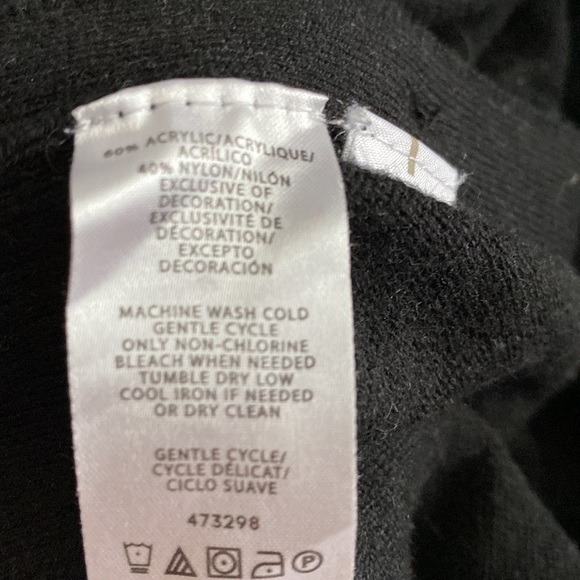 60% ACRYLIC/ACRYLIQUE/
ACRÍLICO
40% NYLON/NILÓN
EXCLUSIVE OF
DECORATION/
EXCLUSIVITÉ DE
DÉCORATION/
EXCEPTO
DECORACIÓN
MACHINE WASH COLD
GENTLE CYCLE
ONLY NON-CHLORINE
BLEACH WHEN NEEDED
TUMBLE DRY LOW
COOL IRON IF NEEDED
OR DRY CLEAN
GENTLE CYCLE/
CYCLE DÉLICAT/
CICLO SUAVE
473298
P